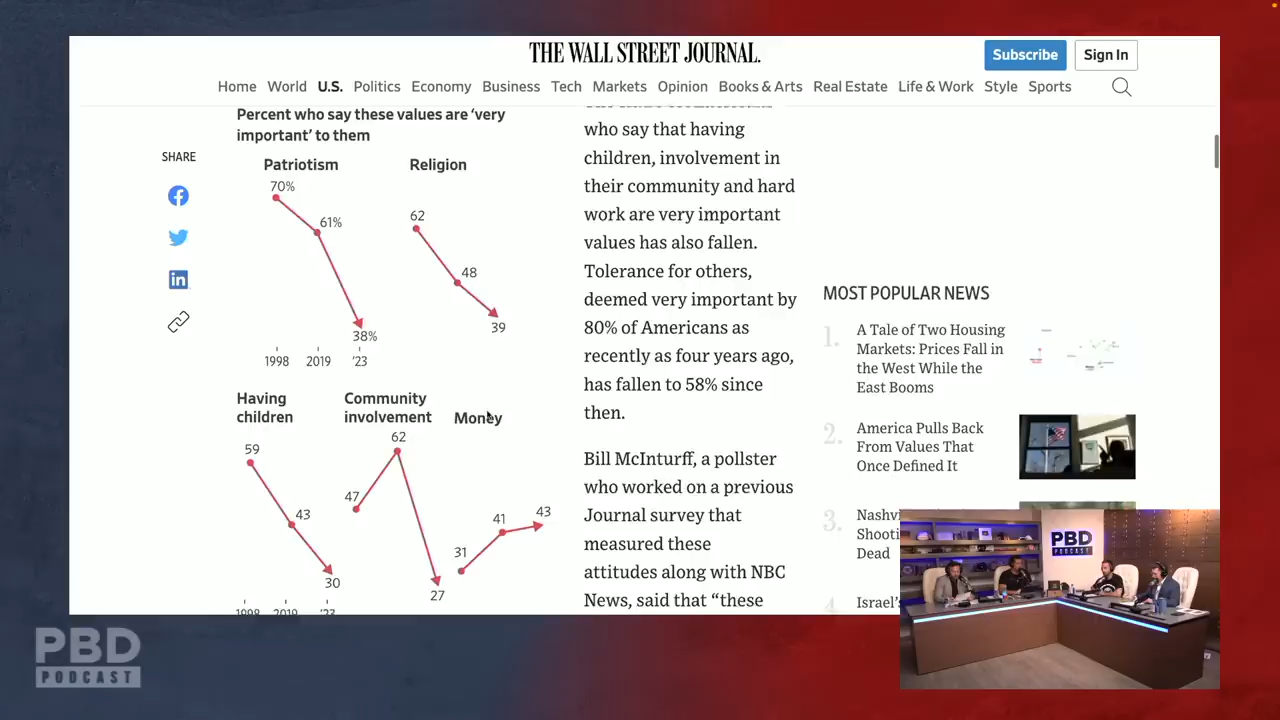 THE WALL STREET JOURNAL.
Subscribe
Sign In
Home World U.S. Politics Economy Business Tech Markets Opinion Books & Arts Real Estate Life & Work Style Sports
Percent who say these values are ‘very
important’ to them
SHARE
Patriotism
70%
61%
38%
1998 2019 ’23
Religion
62
48
39
Having
children
59
43
30
1998 2019 ’23
Community
involvement
62
47
27
Money
31
41
43
who say that having
children, involvement in
their community and hard
work are very important
values has also fallen.
Tolerance for others,
deemed very important by
80% of Americans as
recently as four years ago,
has fallen to 58% since
then.
Bill McInturff, a pollster
who worked on a previous
Journal survey that
measured these
attitudes along with NBC
News, said that “these
MOST POPULAR NEWS
1.
A Tale of Two Housing
Markets: Prices Fall in
the West While the
East Booms
2.
America Pulls Back
From Values That
Once Defined It
3.
Nashvi
Shooti
Dead
4.
Israel’s
PBD
PODCAST
PBD
PODCAST